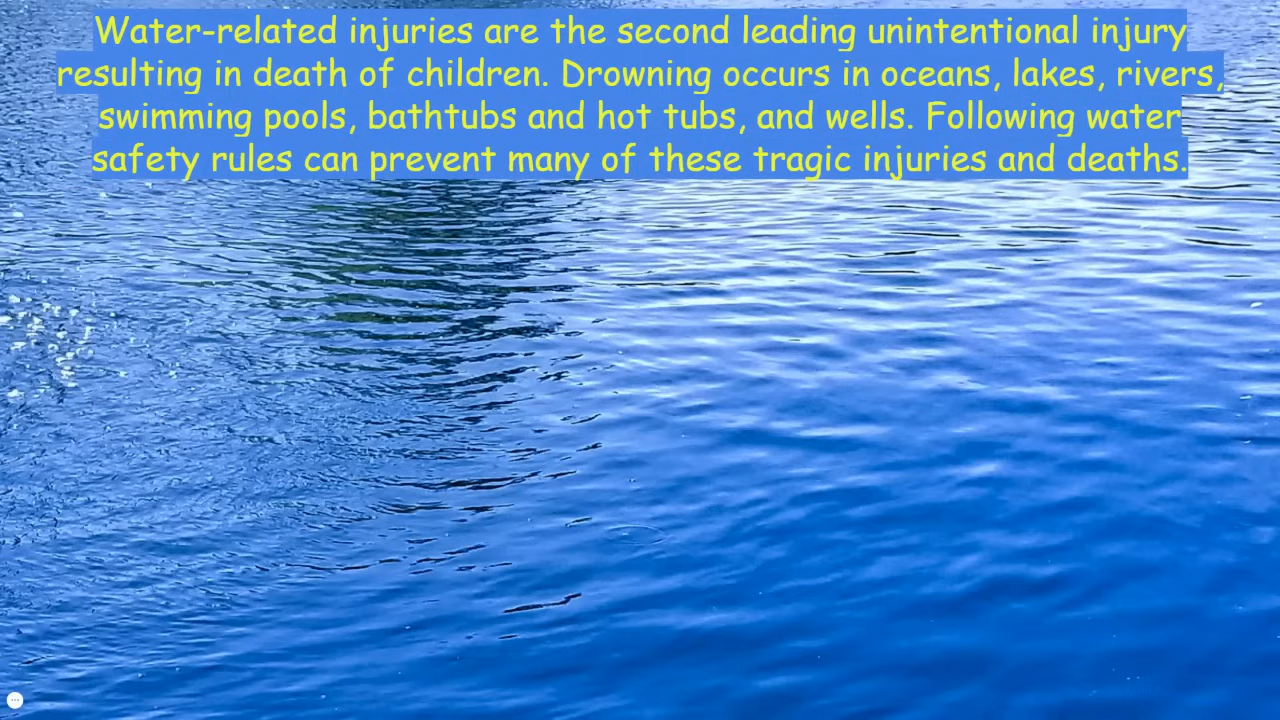 Water-related injuries are the second leading unintentional injury
resulting in death of children. Drowning occurs in oceans, lakes, rivers,
swimming pools, bathtubs and hot tubs, and wells. Following water
safety rules can prevent many of these tragic injuries and deaths.